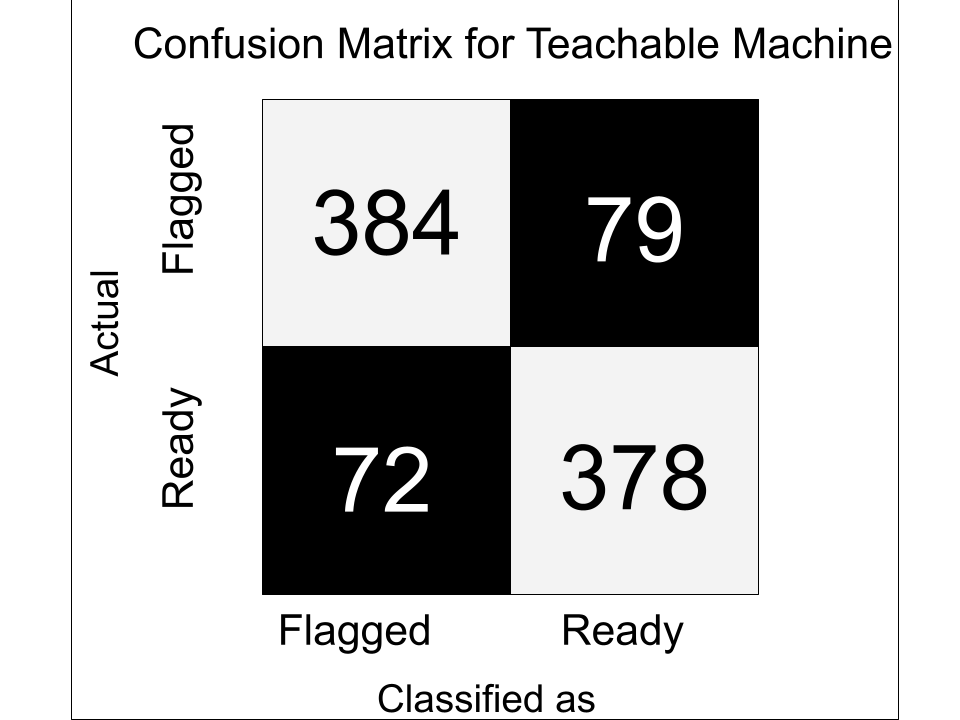 Confusion Matrix for Teachable Machine
Actual
Flagged
384
79
Ready
72
378
Flagged
Ready
Classified as